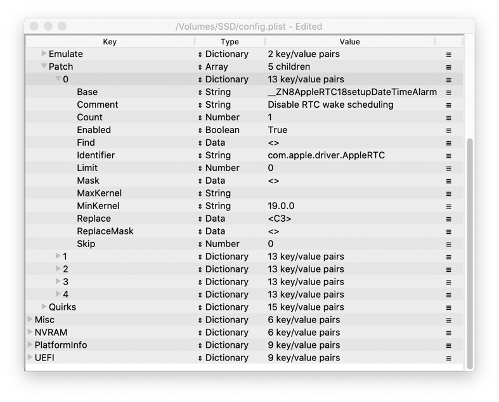 /Volumes/SSD/config.plist - Edited
Key Type Value
Emulate Dictionary 2 key/value pairs
Patch Array 5 children
0 Dictionary 13 key/value pairs
Base String __ZN8AppleRTC18setupDateTimeAlarm
Comment String Disable RTC wake scheduling
Count Number 1
Enabled Boolean True
Find Data <>
Identifier String com.apple.driver.AppleRTC
Limit Number 0
Mask Data <>
MaxKernel String
MinKernel String 19.0.0
Replace Data <C3>
ReplaceMask Data <>
Skip Number 0
1 Dictionary 13 key/value pairs
2 Dictionary 13 key/value pairs
3 Dictionary 13 key/value pairs
4 Dictionary 13 key/value pairs
Quirks Dictionary 15 key/value pairs
Misc Dictionary 6 key/value pairs
NVRAM Dictionary 6 key/value pairs
PlatformInfo Dictionary 9 key/value pairs
UEFI Dictionary 9 key/value pairs